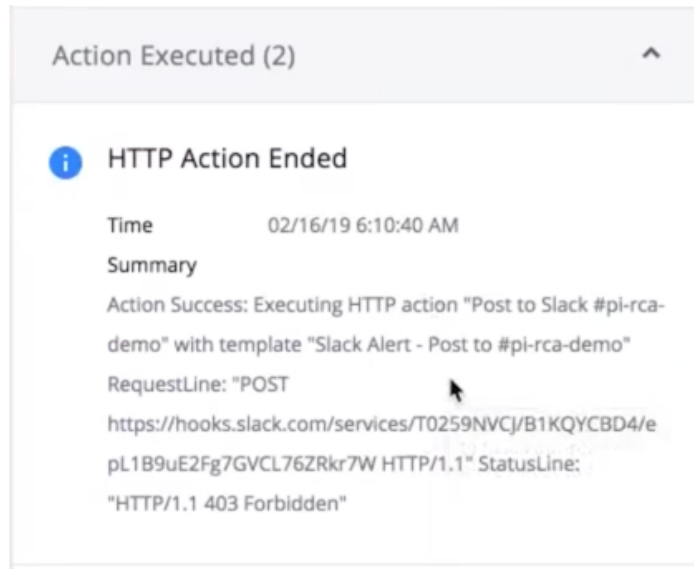 Action Executed (2)
HTTP Action Ended
Time 02/16/19 6:10:40 AM
Summary
Action Success: Executing HTTP action "Post to Slack #pi-rca-
demo" with template "Slack Alert - Post to #pi-rca-demo"
RequestLine: "POST
https://hooks.slack.com/services/T0259NVCJ/B1KQYCBD4/e
pL1B9uE2Fg7GVCL76ZRkr7W HTTP/1.1" StatusLine:
"HTTP/1.1 403 Forbidden"